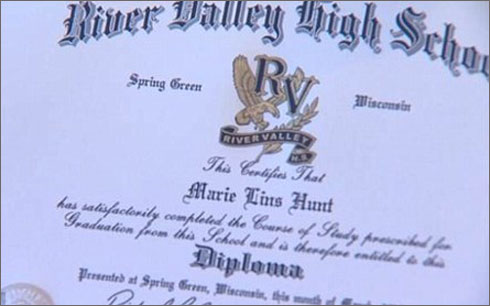 River Valley High School
Spring Green RV Wisconsin
RIVER VALLEY
H.S.
This Certifies That
Marie Lins Hunt
has satisfactorily completed the Course of Study prescribed for
Graduation from this School and is therefore entitled to this
Diploma
Presented at Spring Green, Wisconsin, this month of